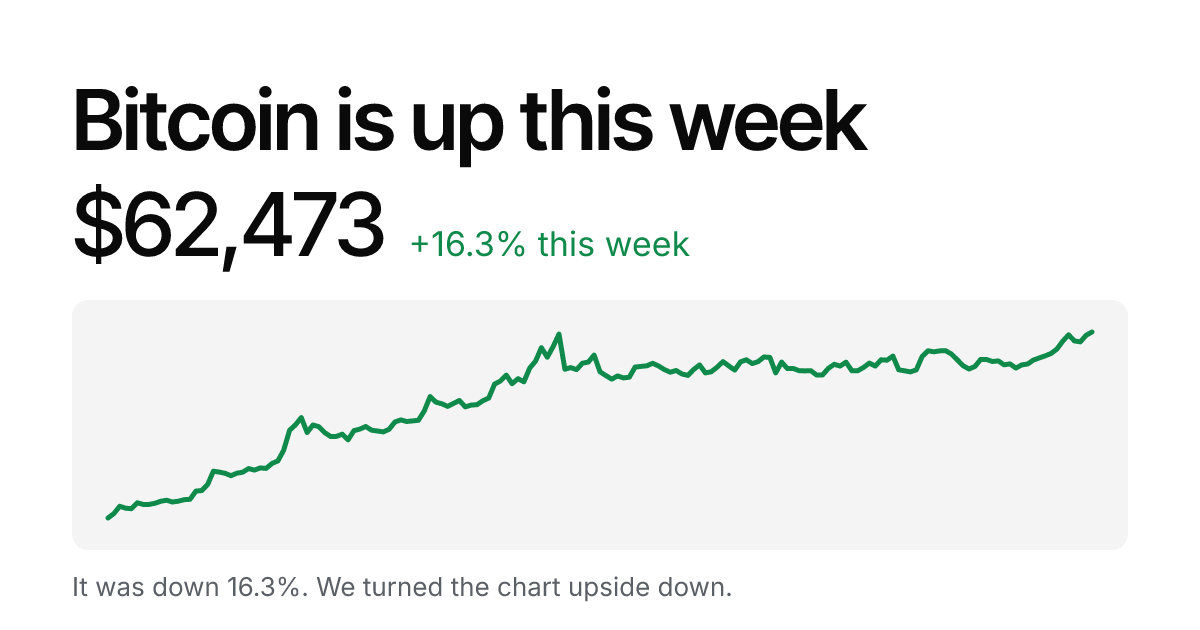 Bitcoin is up this week
$62,473 +16.3% this week
It was down 16.3%. We turned the chart upside down.